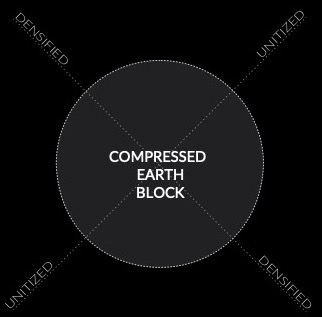 DENSIFIED
UNITIZED
COMPRESSED
EARTH
BLOCK
UNITIZED
DENSIFIED